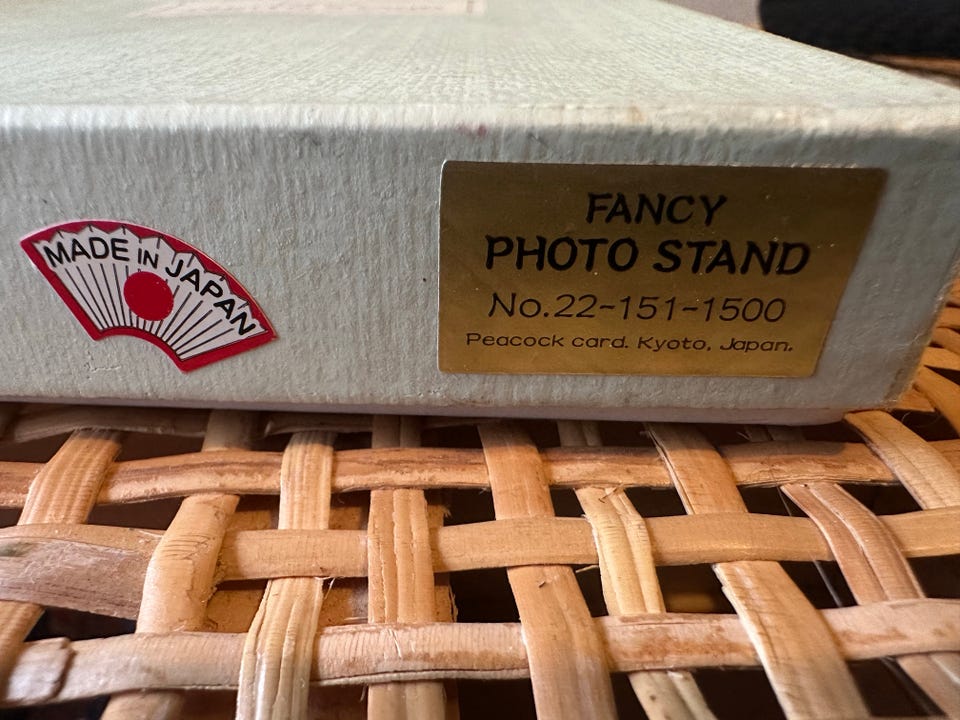 MADE IN JAPAN
FANCY
PHOTO STAND
No.22-151-1500
Peacock card. Kyoto, Japan.